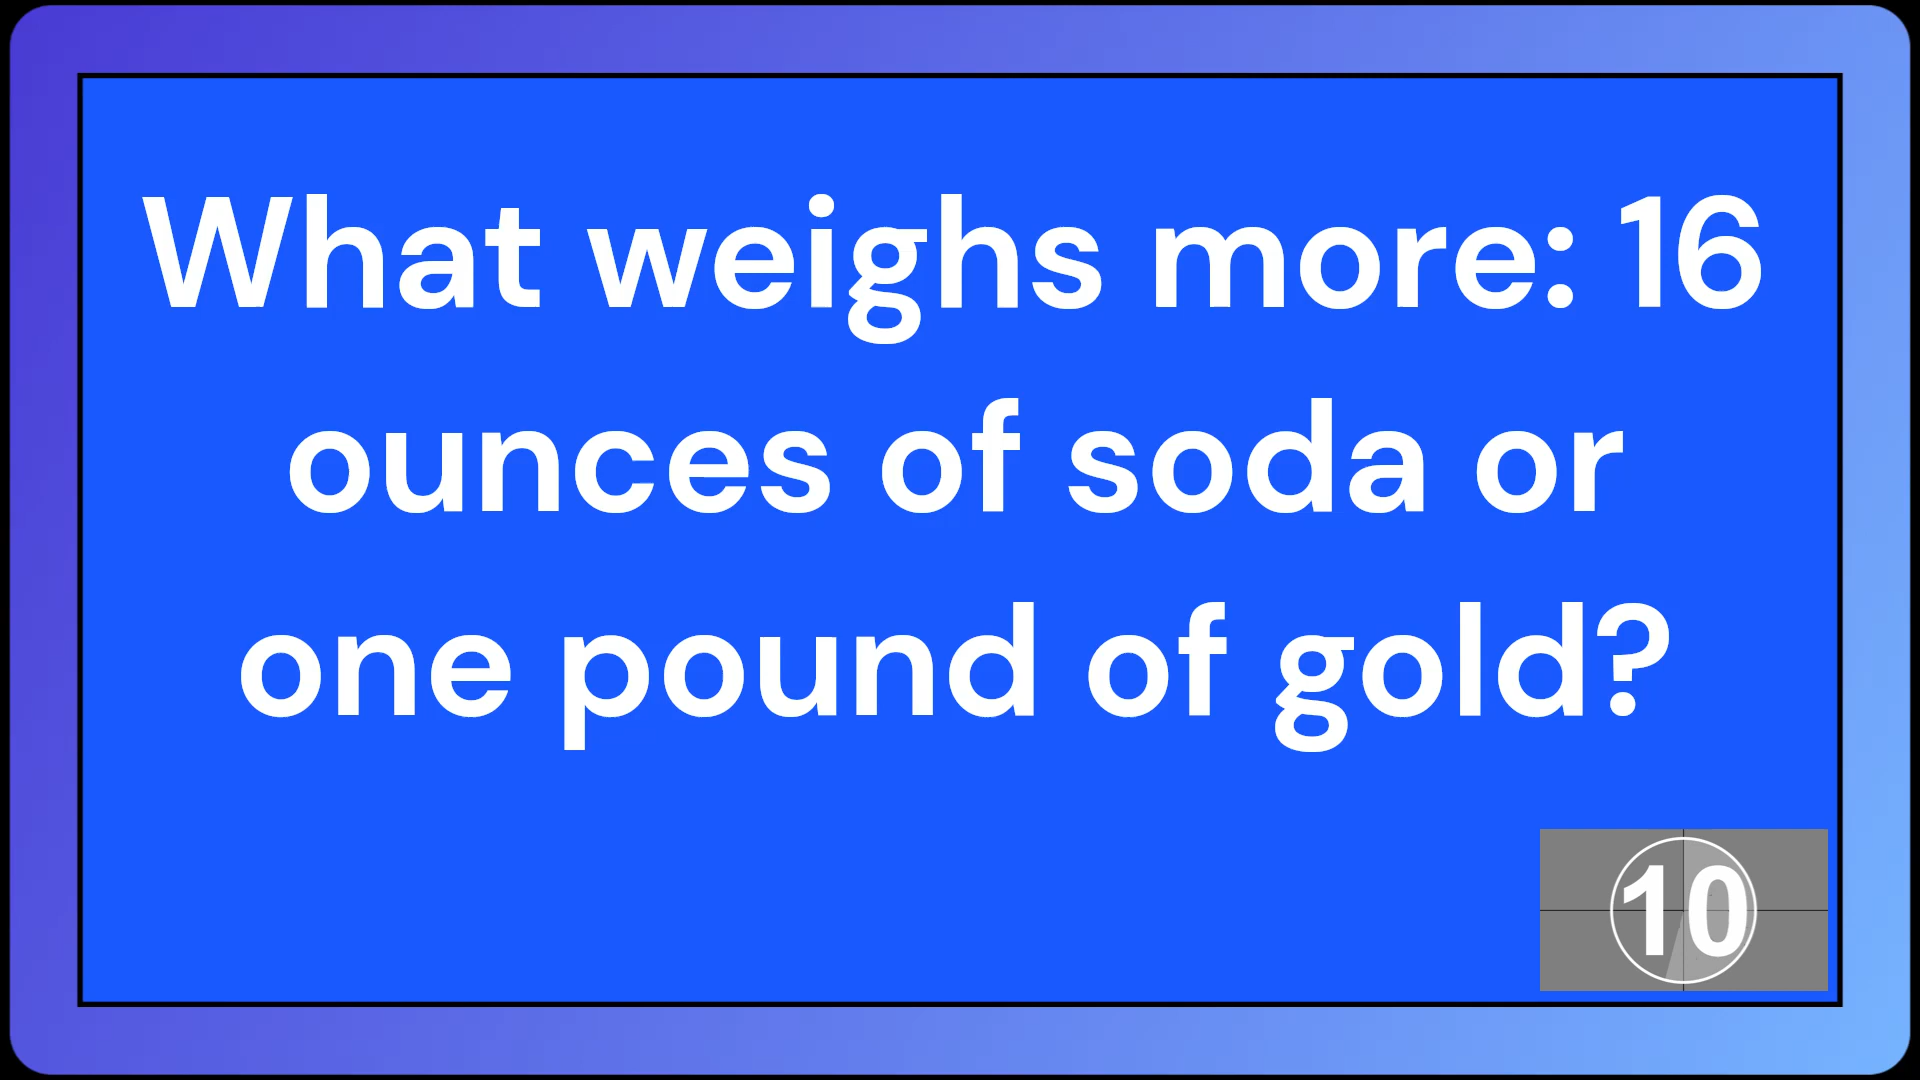 What weighs more: 16
ounces of soda or
one pound of gold?
10